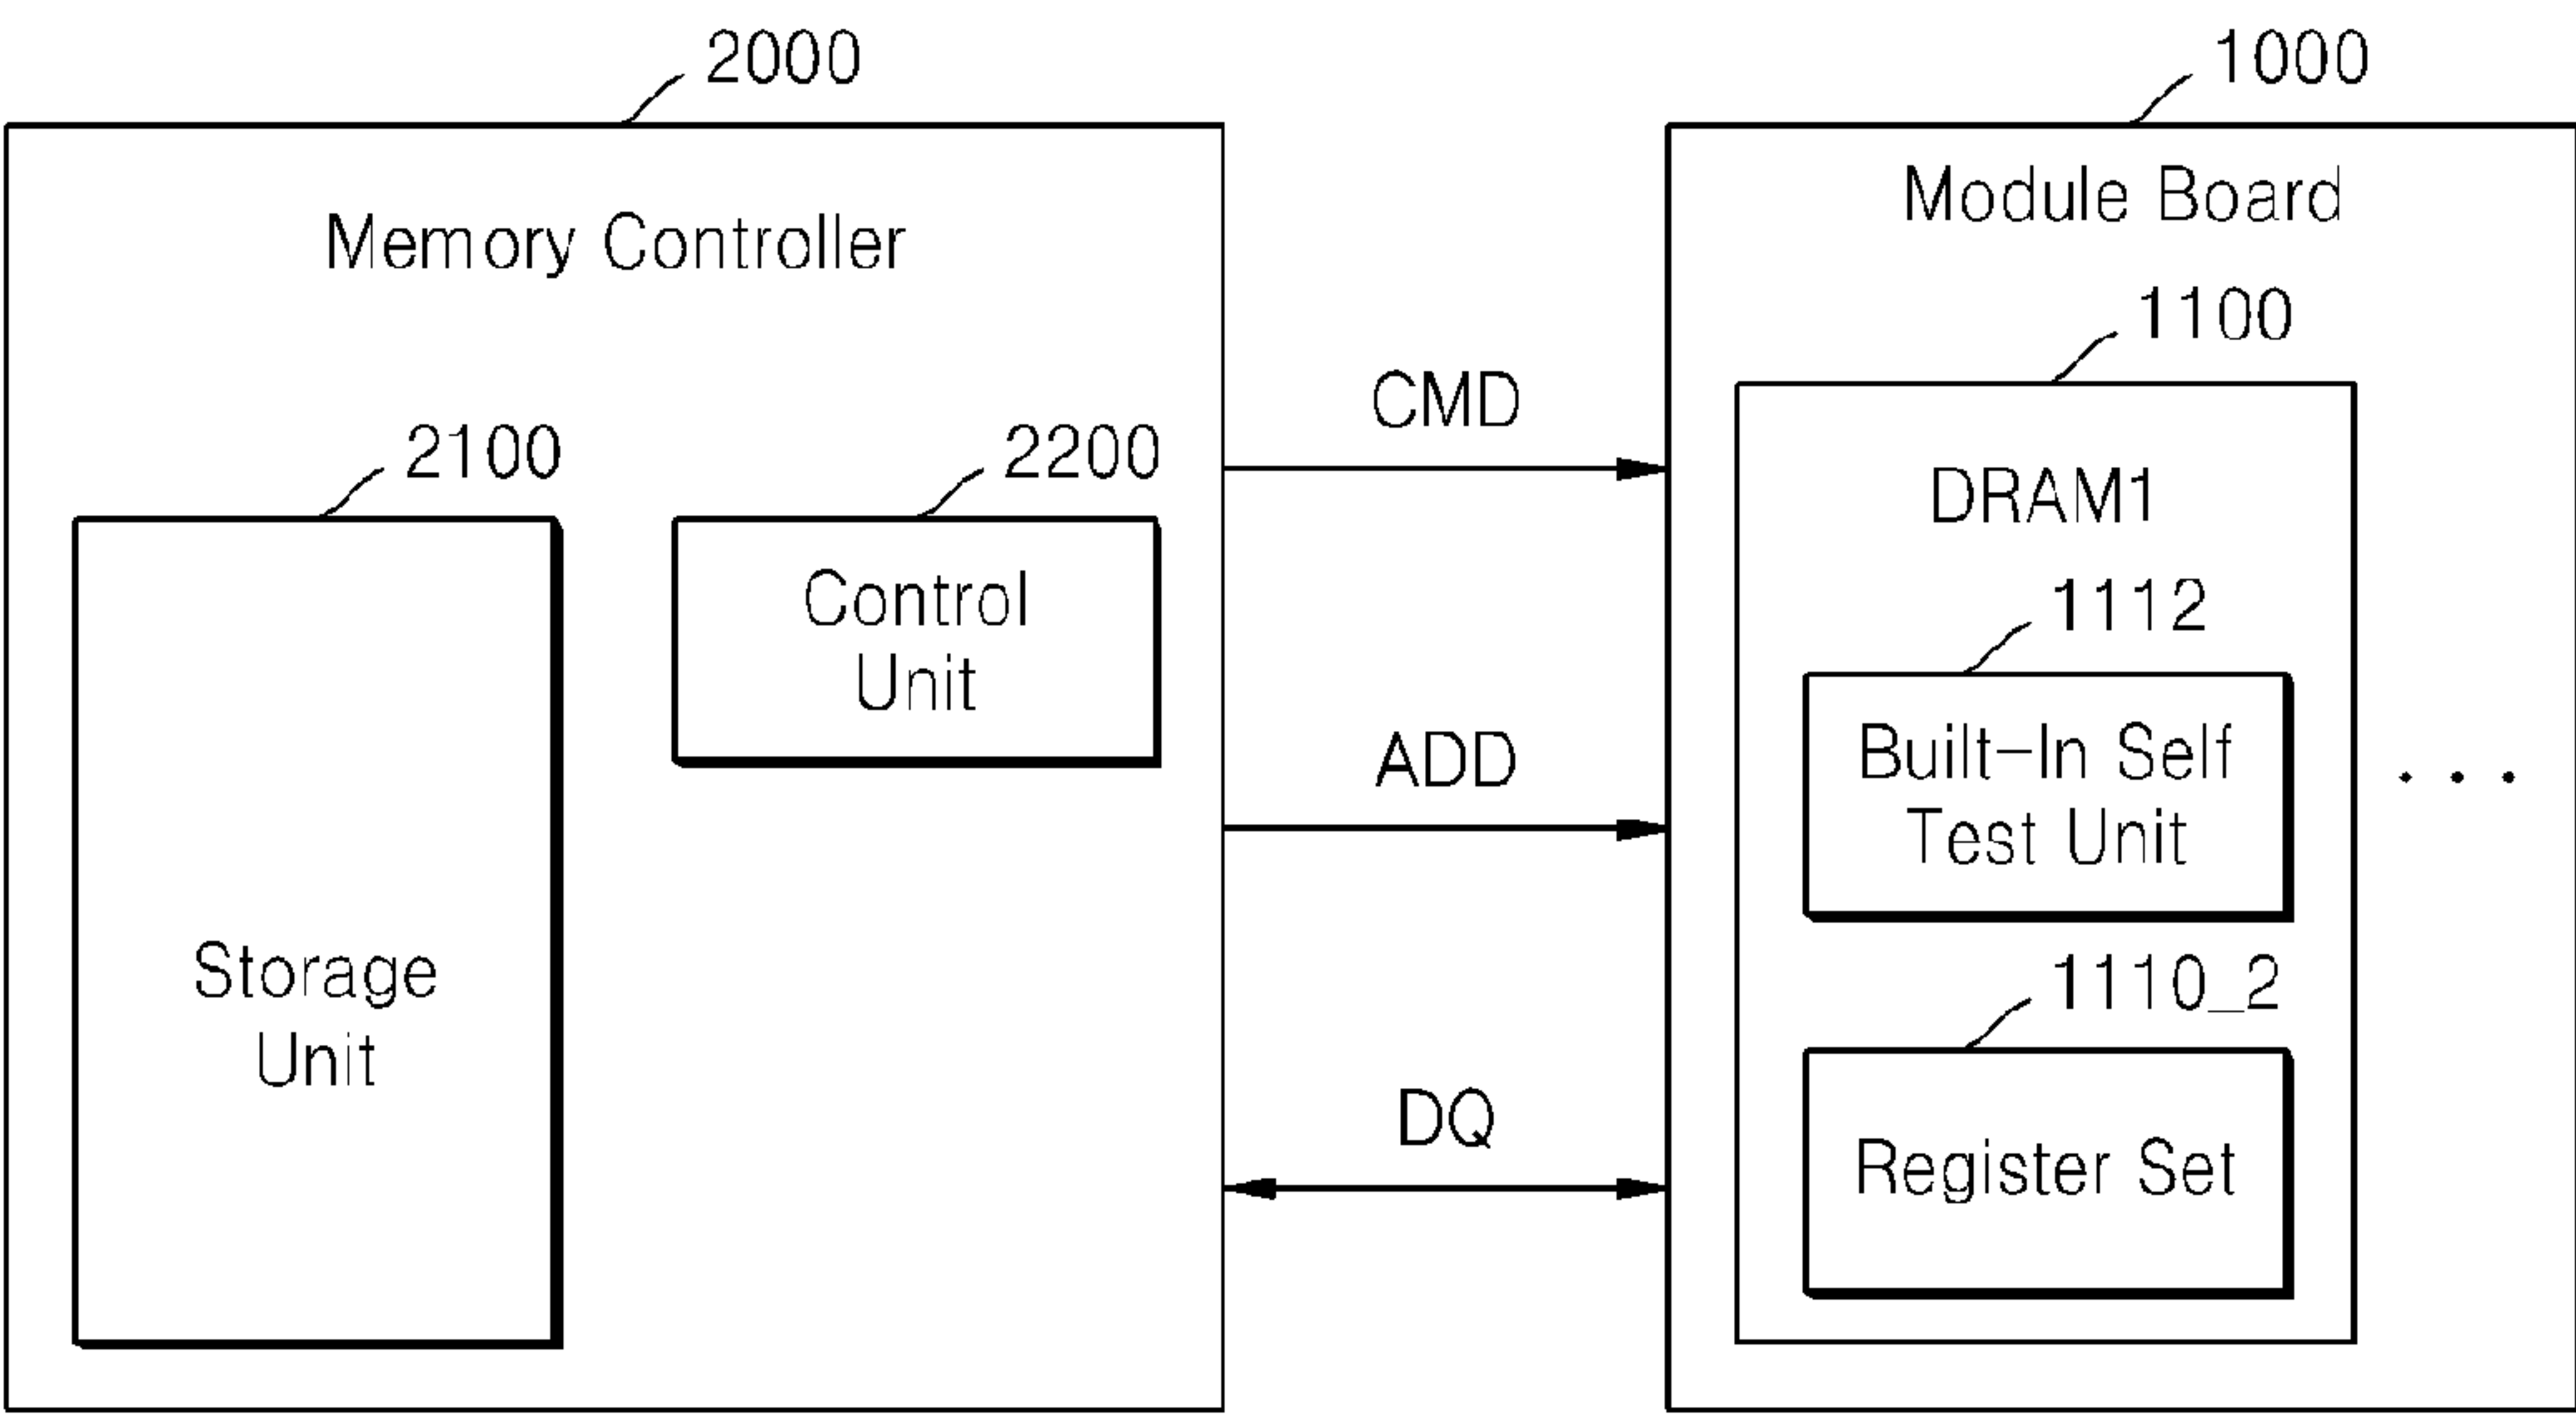 2000
Memory Controller
2100
Storage
Unit
2200
Control
Unit
CMD
ADD
DQ
1000
Module Board
1100
DRAM1
1112
Built-In Self
Test Unit
1110_2
Register Set
. . .